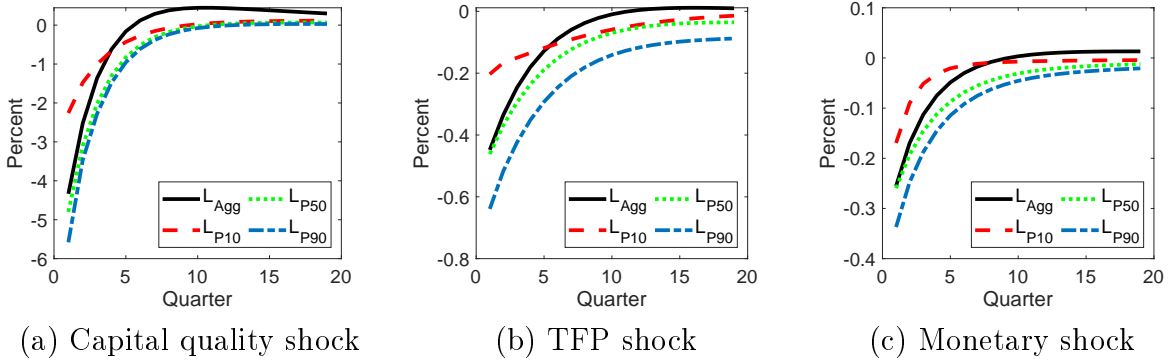 0
-1
-2
-3
-4
-5
-6
Percent
0
5
10
15
20
Quarter
L_Agg
L_P10
L_P50
L_P90
(a) Capital quality shock
0
-0.2
-0.4
-0.6
-0.8
Percent
0
5
10
15
20
Quarter
L_Agg
L_P10
L_P50
L_P90
(b) TFP shock
0.1
0
-0.1
-0.2
-0.3
-0.4
Percent
0
5
10
15
20
Quarter
L_Agg
L_P10
L_P50
L_P90
(c) Monetary shock